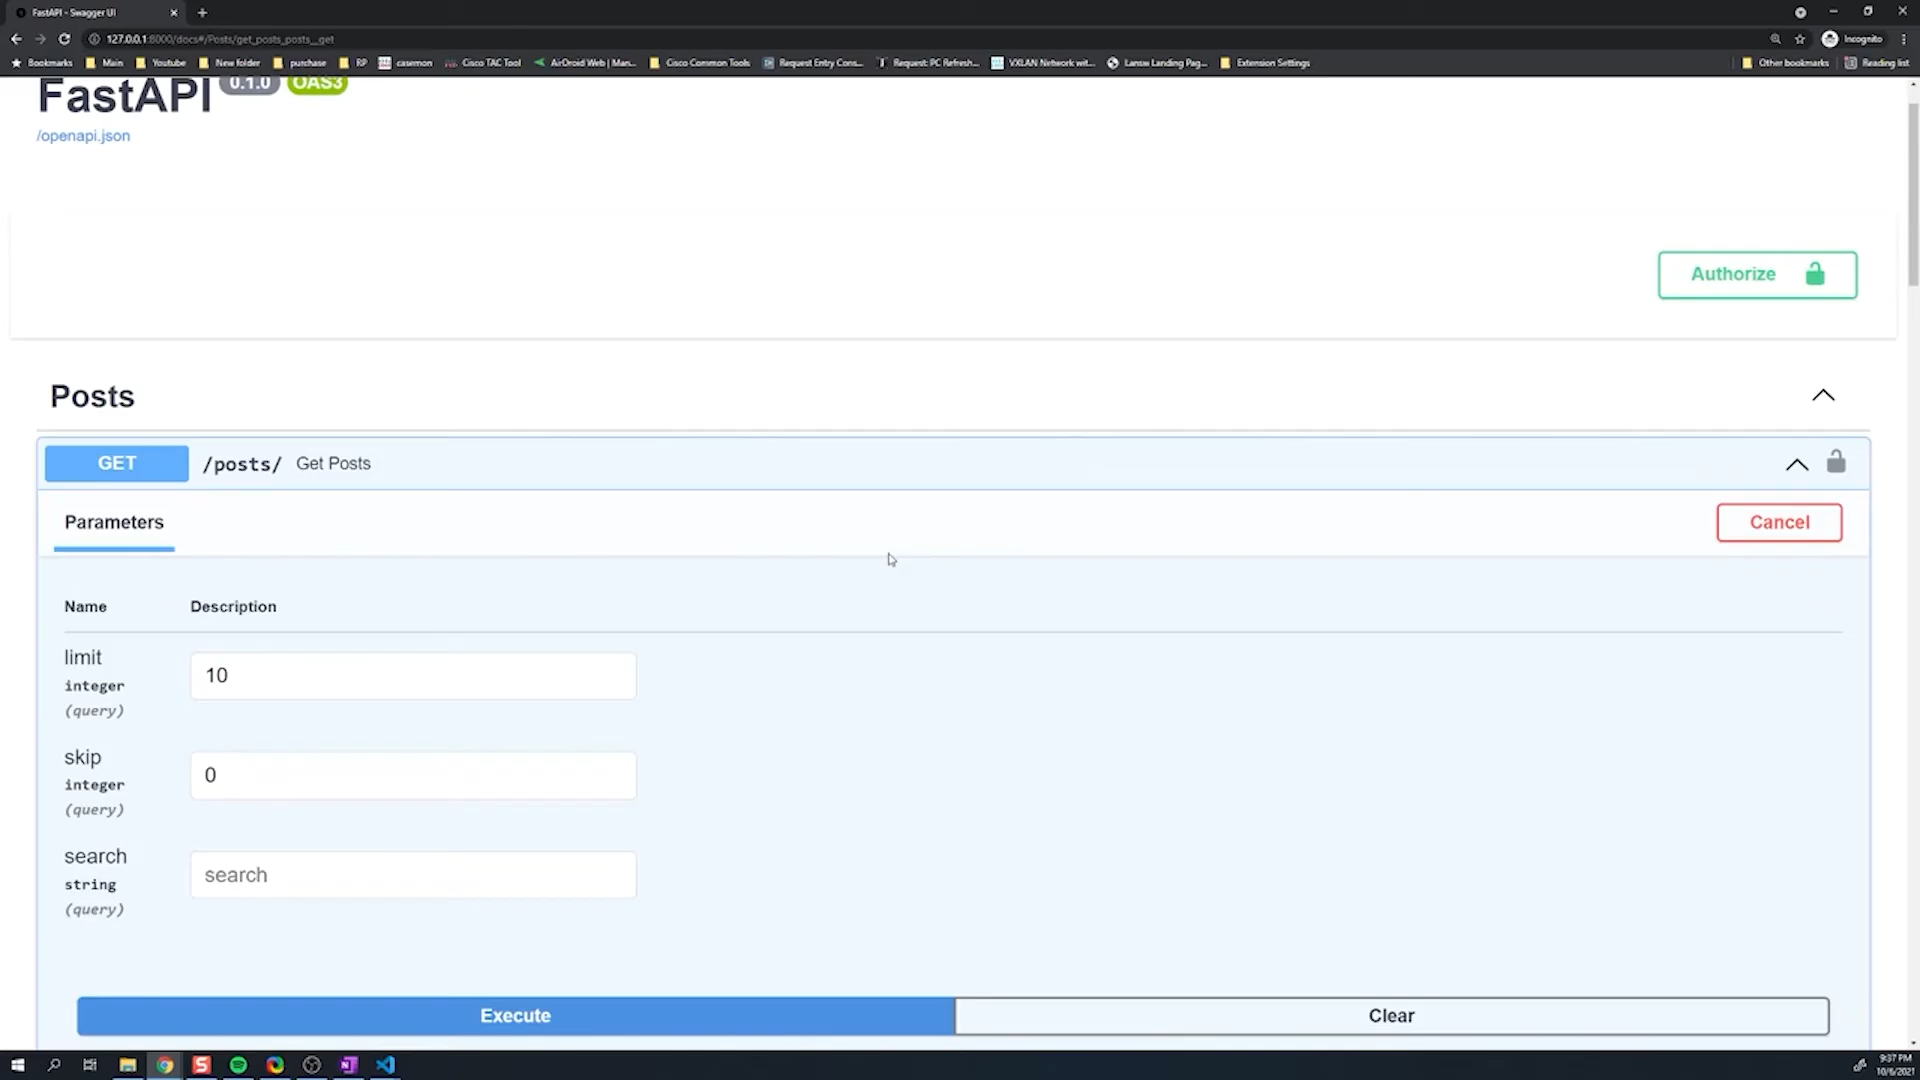 FastAPI - Swagger UI
127.0.0.1:8000/docs#/Posts/get_posts_posts__get
Incognito
Bookmarks Main Youtube New folder purchase RP casemon Cisco TAC Tool AirDroid Web | Man... Cisco Common Tools Request Entry Cons... Request: PC Refresh... VXLAN Network wit... Lansw Landing Pag... Extension Settings Other bookmarks Reading list
FastAPI 0.1.0 OAS3
/openapi.json
Authorize
Posts
GET /posts/ Get Posts
Parameters Cancel
Name Description
limit
integer
(query)
10
skip
integer
(query)
0
search
string
(query)
search
Execute Clear
9:37 PM
10/6/2021